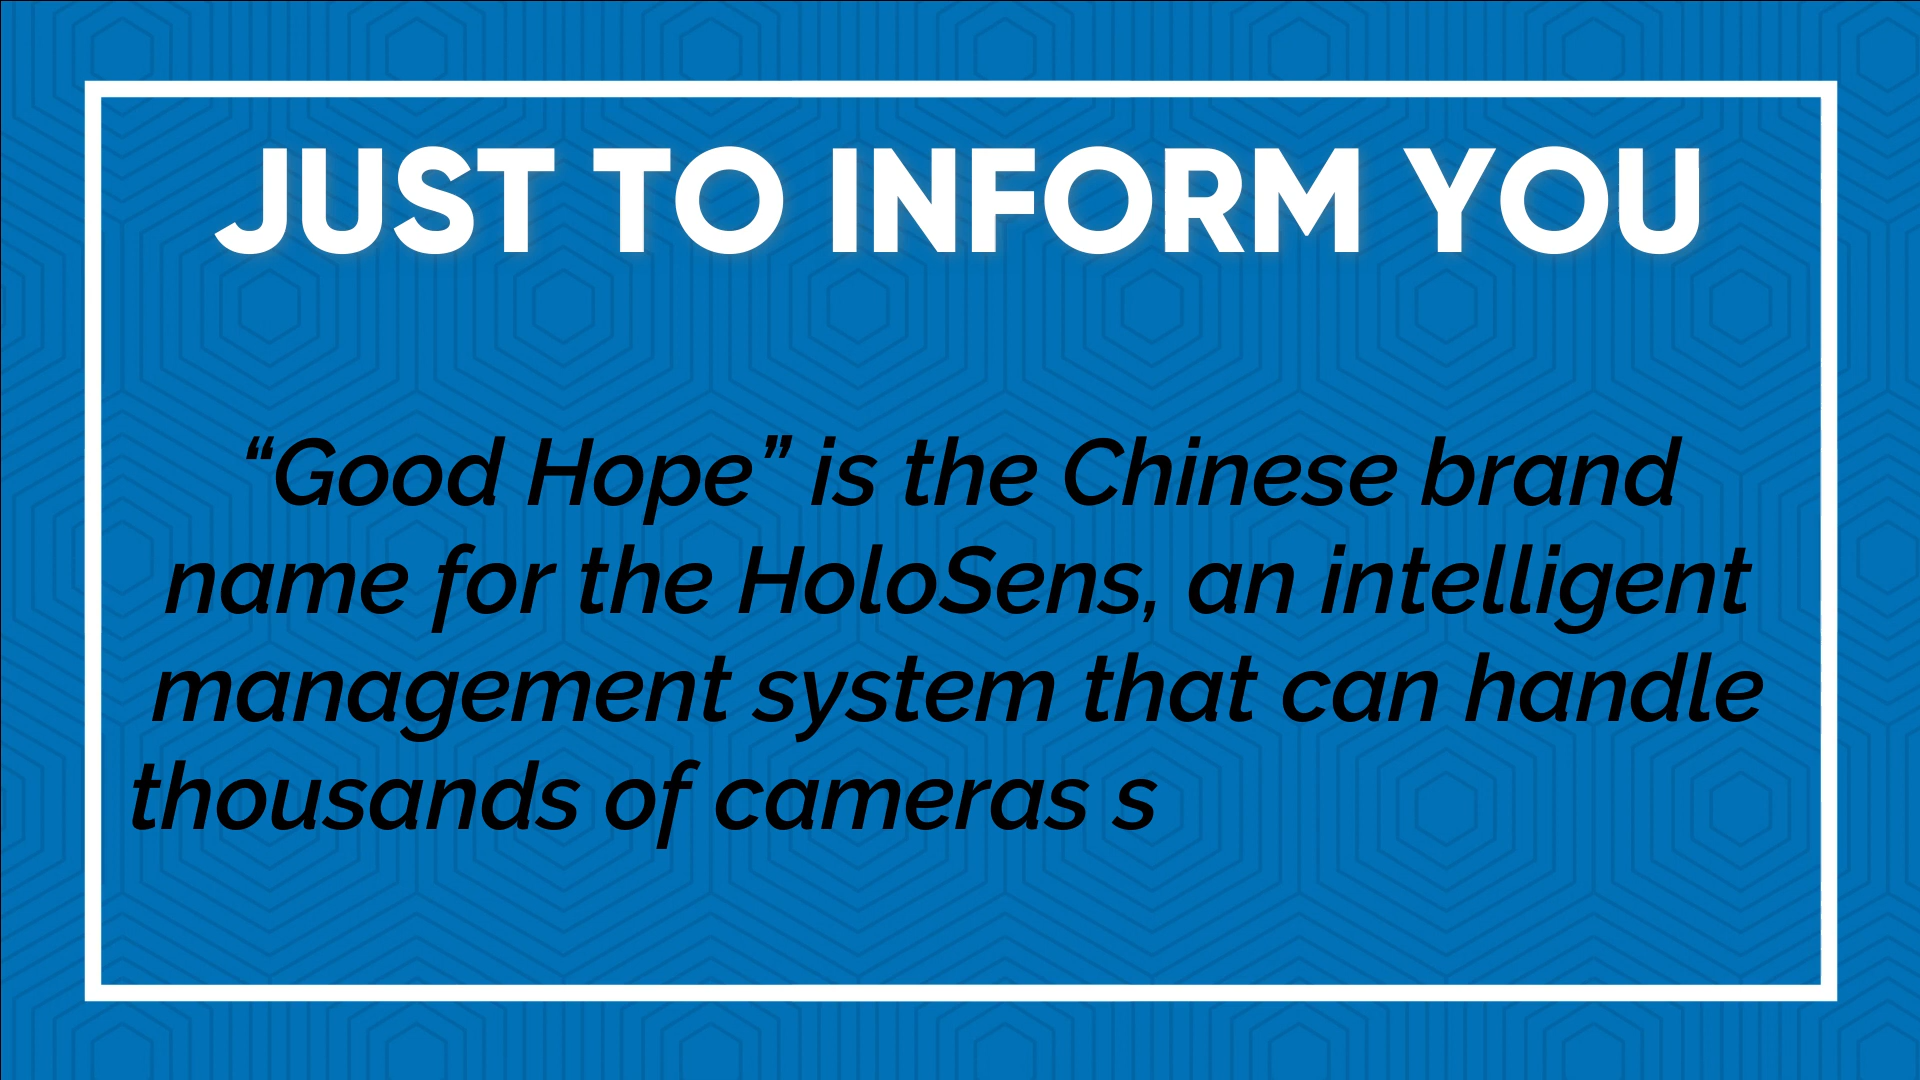 JUST TO INFORM YOU
“Good Hope” is the Chinese brand
name for the HoloSens, an intelligent
management system that can handle
thousands of cameras s